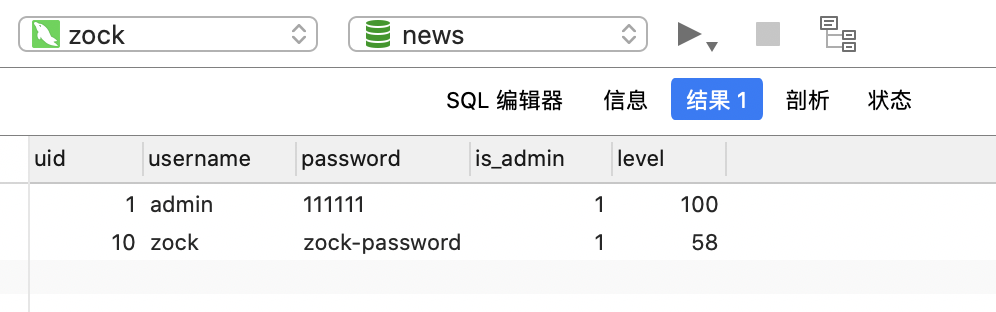 zock news
SQL 编辑器 信息 结果 1 剖析 状态
uid username password is_admin level
1 admin 111111 1 100
10 zock zock-password 1 58